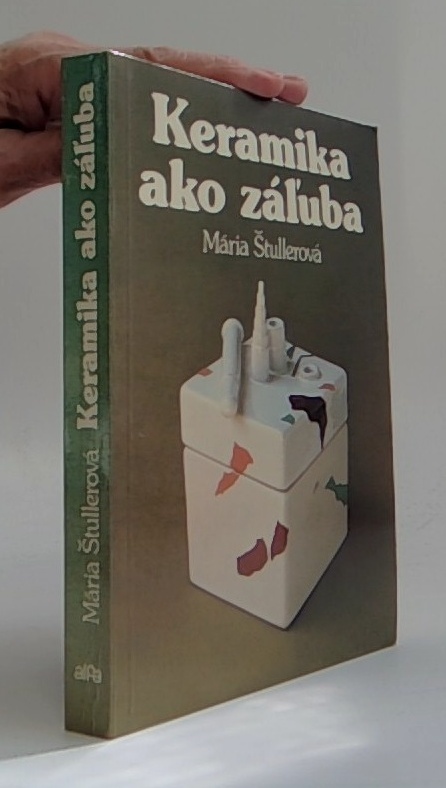 Keramika
ako záľuba
Mária Štullerová
Mária Štullerová Keramika ako záľuba
alfa